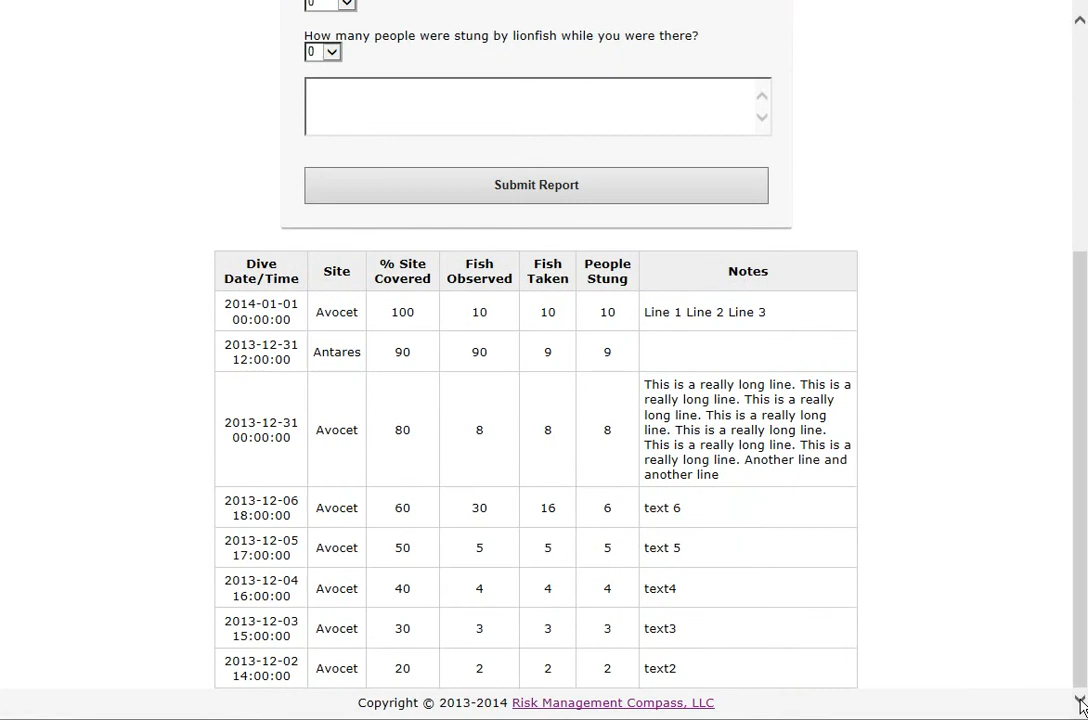 0
How many people were stung by lionfish while you were there?
0
Submit Report
Dive Date/Time Site % Site Covered Fish Observed Fish Taken People Stung Notes
2014-01-01 00:00:00 Avocet 100 10 10 10 Line 1 Line 2 Line 3
2013-12-31 12:00:00 Antares 90 90 9 9
2013-12-31 00:00:00 Avocet 80 8 8 8 This is a really long line. This is a
really long line. This is a really
long line. This is a really long
line. This is a really long line.
This is a really long line. This is a
really long line. Another line and
another line
2013-12-06 18:00:00 Avocet 60 30 16 6 text 6
2013-12-05 17:00:00 Avocet 50 5 5 5 text 5
2013-12-04 16:00:00 Avocet 40 4 4 4 text4
2013-12-03 15:00:00 Avocet 30 3 3 3 text3
2013-12-02 14:00:00 Avocet 20 2 2 2 text2
Copyright © 2013-2014 Risk Management Compass, LLC